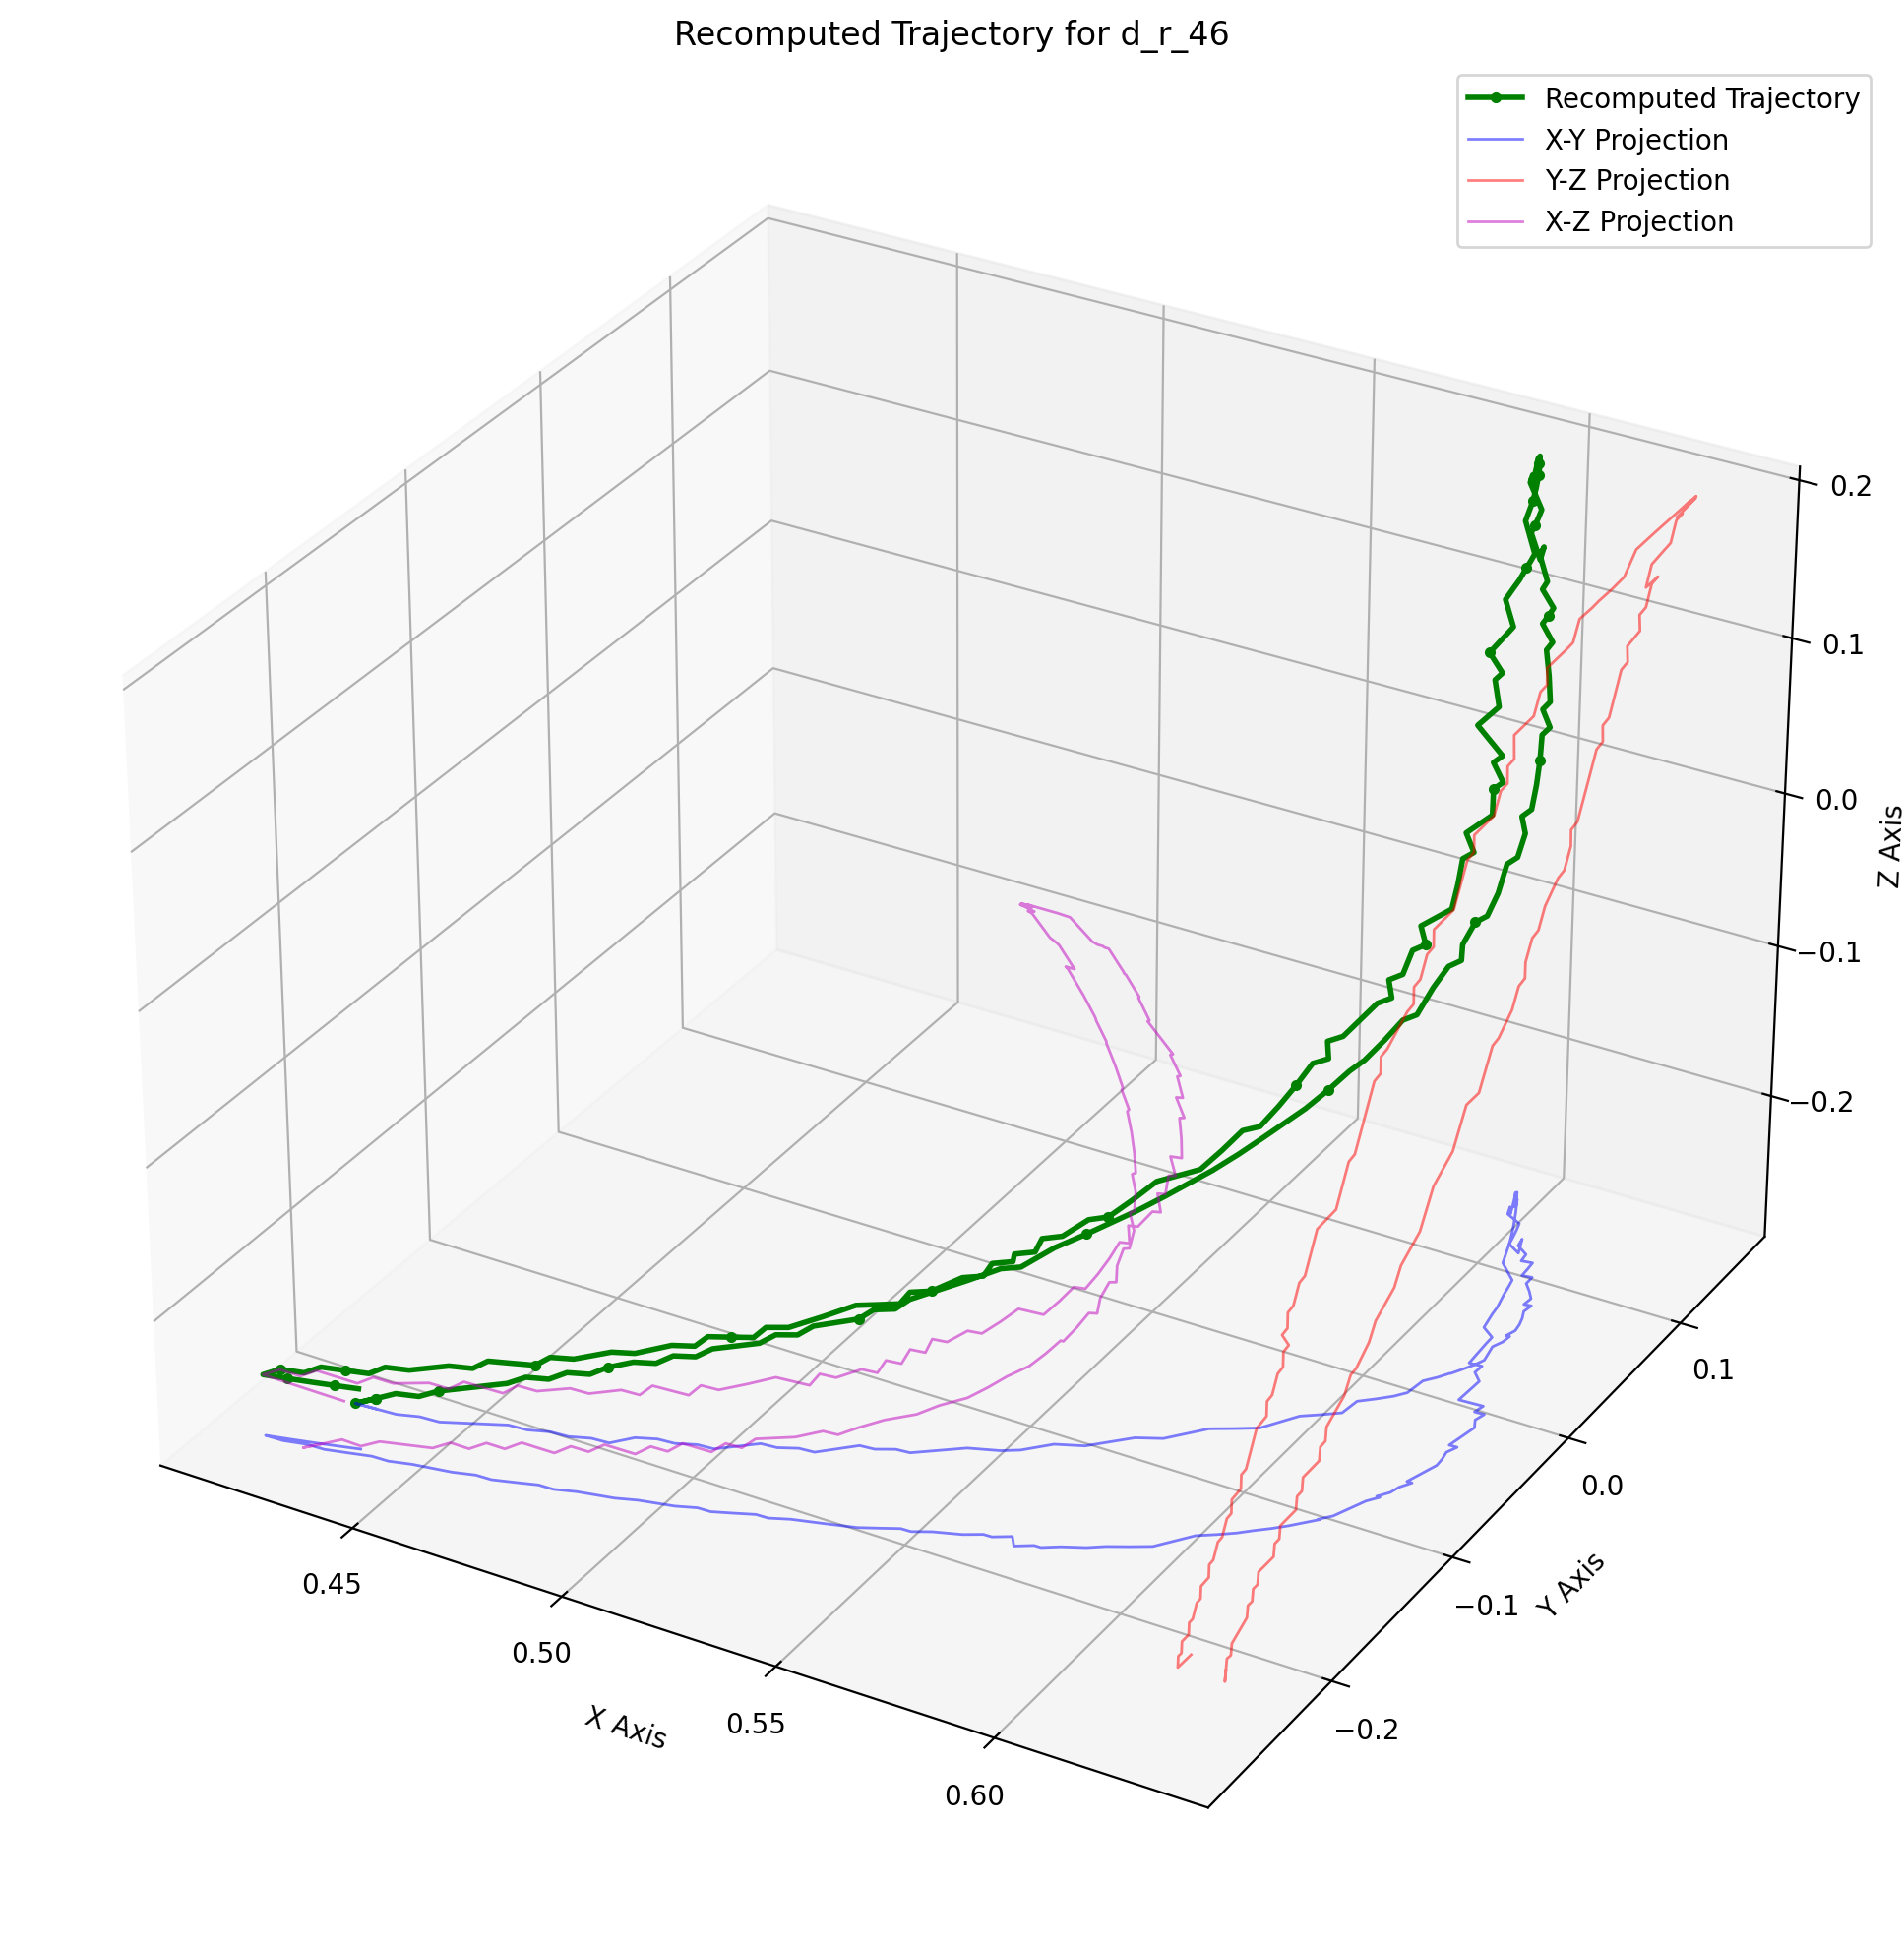 Recomputed Trajectory for d_r_46
Recomputed Trajectory
X-Y Projection
Y-Z Projection
X-Z Projection
0.2
0.1
0.0
−0.1
−0.2
Z Axis
0.1
0.0
−0.1
−0.2
Y Axis
0.45
0.50
0.55
0.60
X Axis